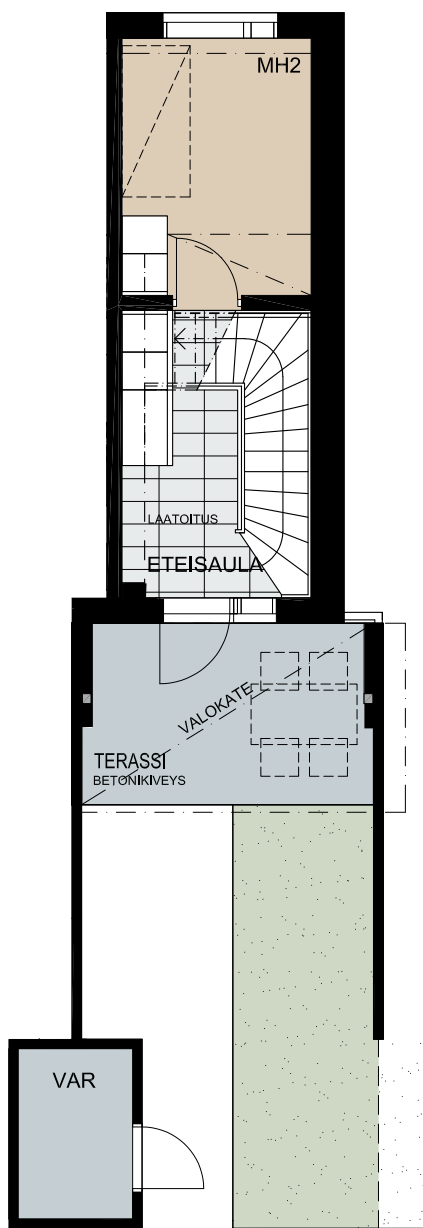 MH2
LAATOITUS
ETEISAULA
VALOKATE
TERASSI
BETONIKIVEYS
VAR